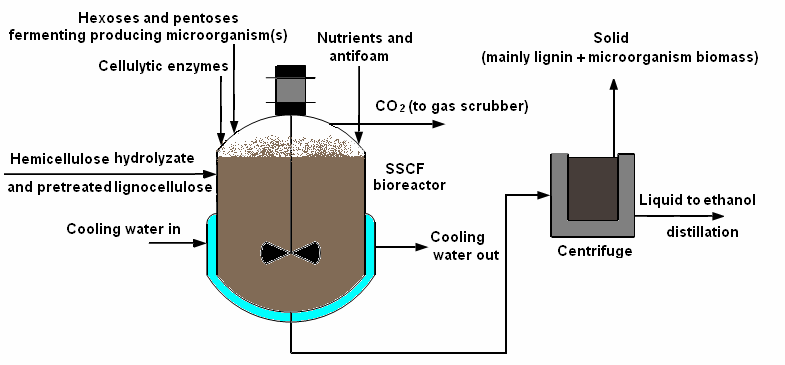 Hexoses and pentoses
fermenting producing microorganism(s)
Cellulytic enzymes
Nutrients and
antifoam
CO2 (to gas scrubber)
Hemicellulose hydrolyzate
and pretreated lignocellulose
SSCF
bioreactor
Cooling water in
Cooling
water out
Solid
(mainly lignin + microorganism biomass)
Liquid to ethanol
distillation
Centrifuge